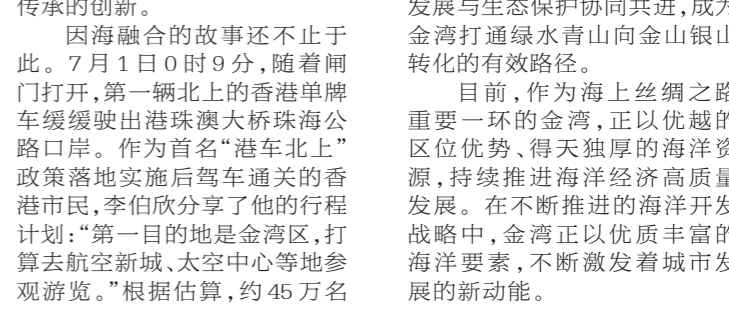 传承的创新。
因海融合的故事还不止于
此。7月1日0时9分,随着闸
门打开,第一辆北上的香港单牌
车缓缓驶出港珠澳大桥珠海公
路口岸。作为首名“港车北上”
政策落地实施后驾车通关的香
港市民,李伯欣分享了他的行程
计划:“第一目的地是金湾区,打
算去航空新城、太空中心等地参
观游览。”根据估算,约45万名
发展与生态保护协同共进,成为
金湾打通绿水青山向金山银山
转化的有效路径。
目前,作为海上丝绸之路
重要一环的金湾,正以优越的
区位优势、得天独厚的海洋资
源,持续推进海洋经济高质量
发展。在不断推进的海洋开发
战略中,金湾正以优质丰富的
海洋要素,不断激发着城市发
展的新动能。